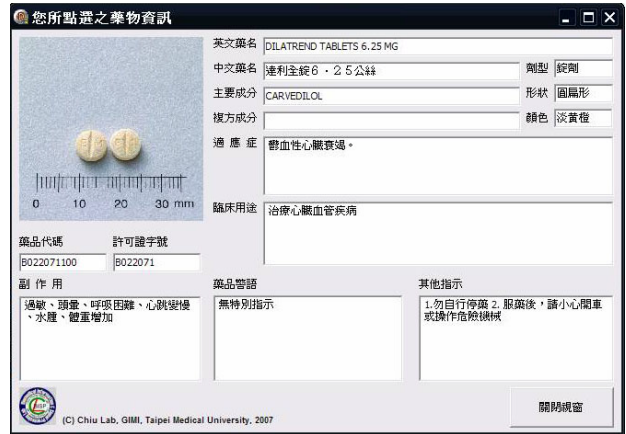 您所點選之藥物資訊
英文藥名 DILATREND TABLETS 6.25 MG
中文藥名 達利全錠6．25公絲 劑型 錠劑
主要成分 CARVEDILOL 形狀 圓扁形
複方成分 顏色 淡黃橙
適應症 鬱血性心臟衰竭。
0 10 20 30 mm
臨床用途 治療心臟血管疾病
藥品代碼 許可證字號
B022071100 B022071
副作用 藥品警語 其他指示
過敏、頭暈、呼吸困難、心跳變慢
、水腫、體重增加
無特別指示
1.勿自行停藥 2. 服藥後，請小心開車
或操作危險機械
(C) Chiu Lab, GIMI, Taipei Medical University, 2007
關閉視窗